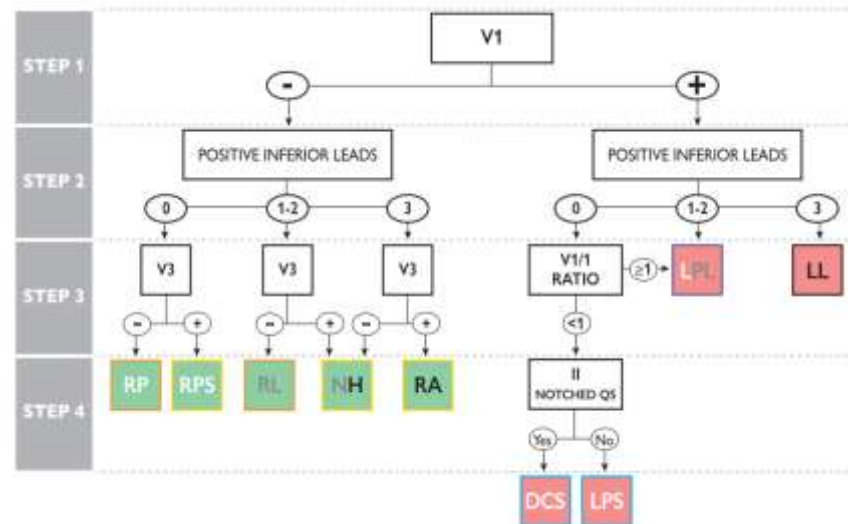 STEP 1
V1
-
+
STEP 2
POSITIVE INFERIOR LEADS
POSITIVE INFERIOR LEADS
0
1-2
3
0
1-2
3
STEP 3
V3
V3
V3
V1/1
RATIO
≥1
LPL
LL
-
+
-
+
-
+
<1
STEP 4
RP
RPS
RL
NH
RA
II
NOTCHED QS
Yes
No
DCS
LPS